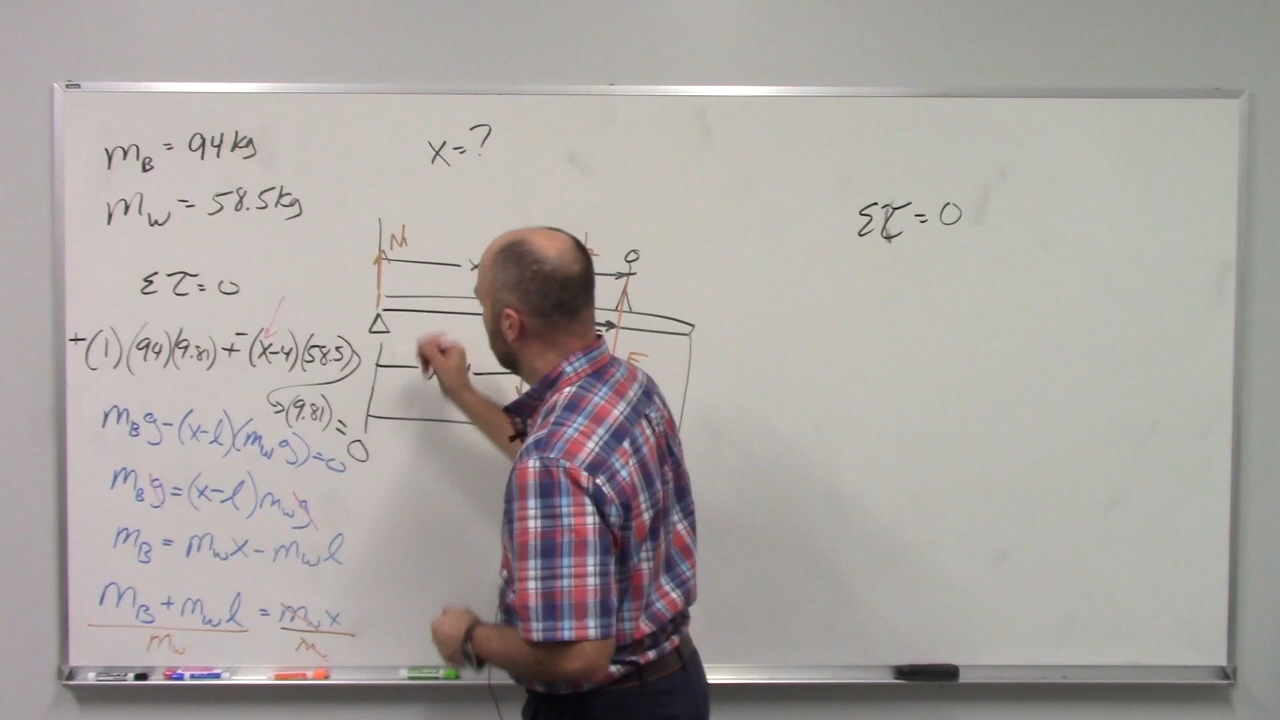 m_B = 94 kg
m_w = 58.5 kg
x = ?
Στ = 0
+(1)(94)(9.81) + -(x-4)(58.5)
(9.81) = 0
m_B g - (x-l)(m_w g) = 0
m_B g = (x-l) m_w g
m_B = m_w x - m_w l
m_B + m_w l = m_w x
m_w
m
x
F
Στ = 0